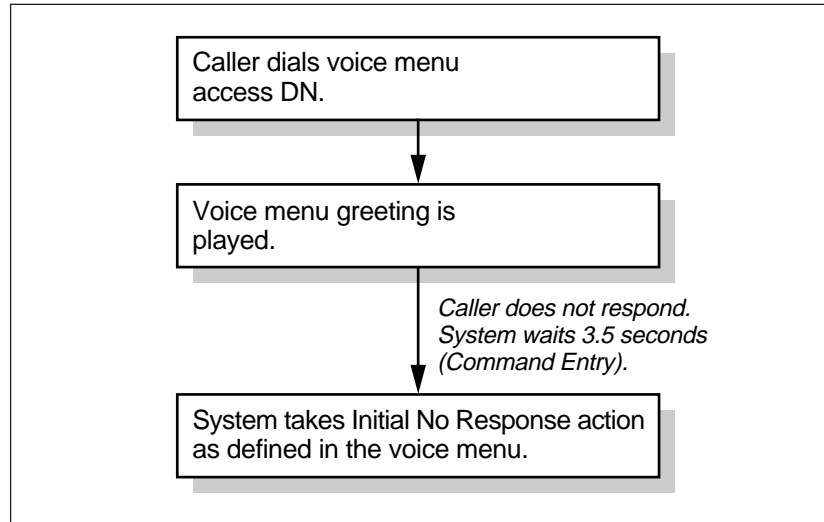 Caller dials voice menu
access DN.
Voice menu greeting is
played.
Caller does not respond.
System waits 3.5 seconds
(Command Entry).
System takes Initial No Response action
as defined in the voice menu.